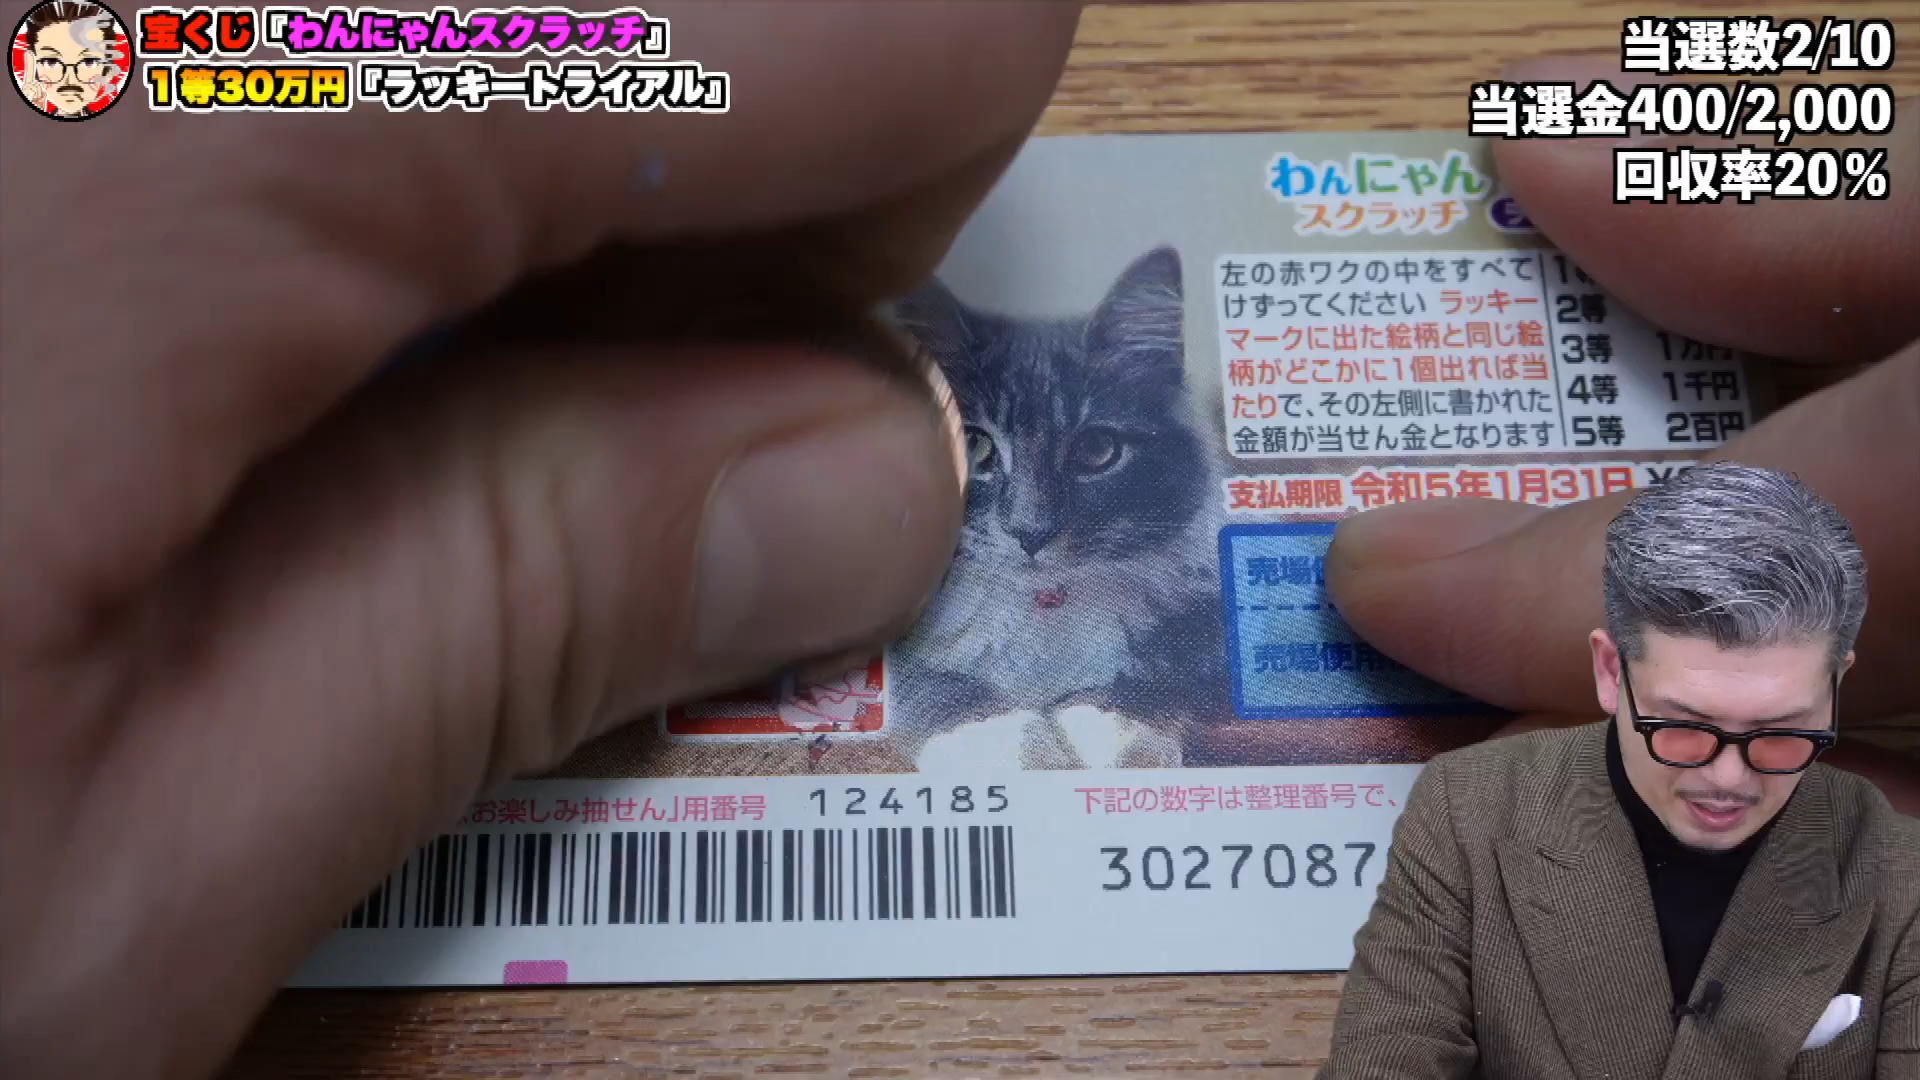 宝くじ『わんにゃんスクラッチ』
1等30万円『ラッキートライアル』
当選数2/10
当選金400/2,000
回収率20%
わんにゃん
スクラッチ
左の赤ワクの中をすべて
けずってください ラッキー
マークに出た絵柄と同じ絵
柄がどこかに1個出れば当
たりで、その左側に書かれた
金額が当せん金となります
2等
3等 1万円
4等 1千円
5等 2百円
支払期限 令和5年1月31日
売場
売場使用
お楽しみ抽せん」用番号 124185
下記の数字は整理番号で、
3027087